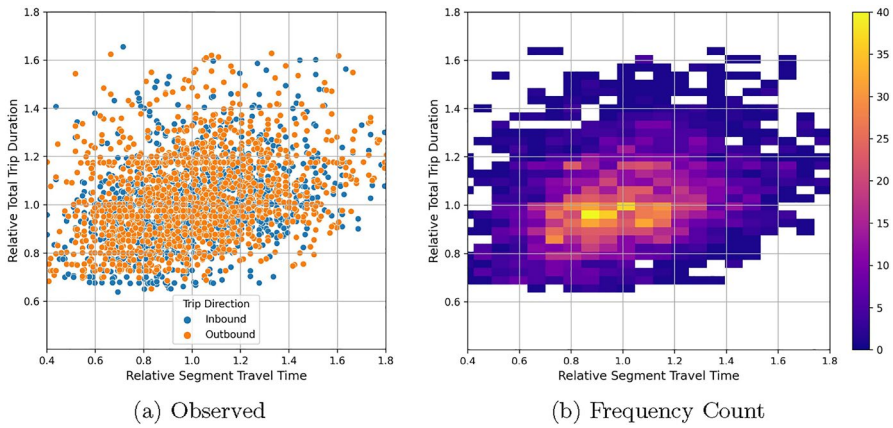 1.8
1.6
1.4
1.2
1.0
0.8
0.6
Relative Total Trip Duration
Trip Direction
Inbound
Outbound
0.4 0.6 0.8 1.0 1.2 1.4 1.6 1.8
Relative Segment Travel Time
(a) Observed
1.8
1.6
1.4
1.2
1.0
0.8
0.6
Relative Total Trip Duration
0.4 0.6 0.8 1.0 1.2 1.4 1.6 1.8
Relative Segment Travel Time
(b) Frequency Count
40
35
30
25
20
15
10
5
0